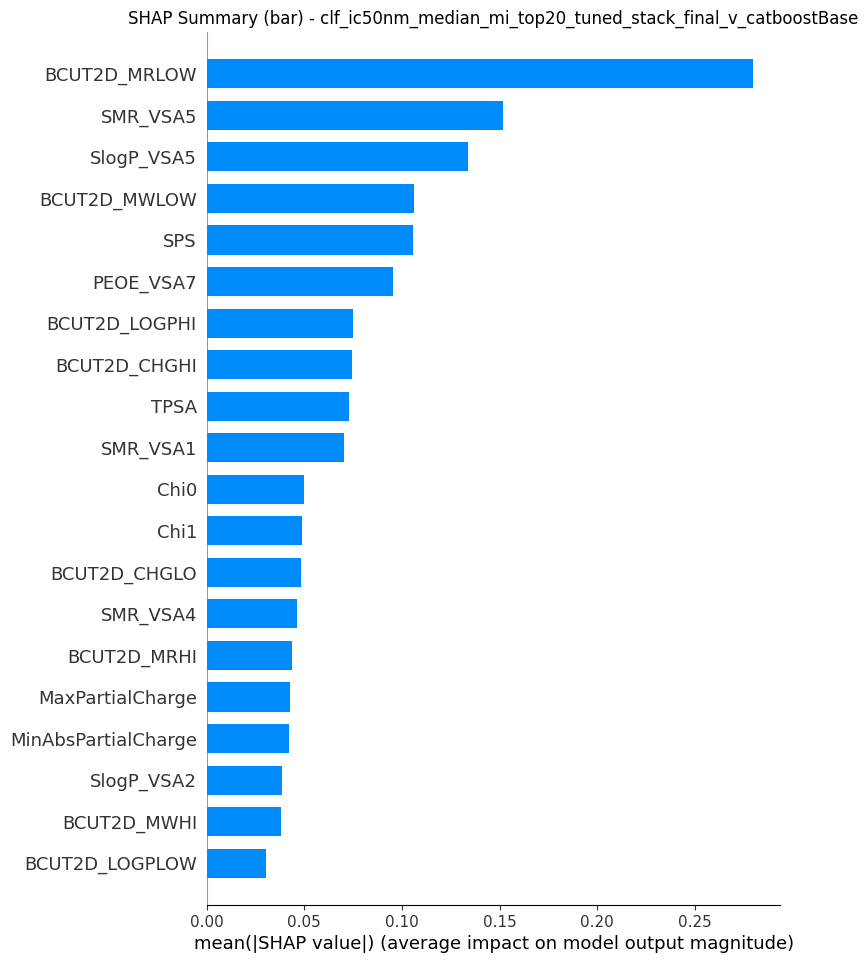 SHAP Summary (bar) - clf_ic50nm_median_mi_top20_tuned_stack_final_v_catboostBase
BCUT2D_MRLOW
SMR_VSA5
SlogP_VSA5
BCUT2D_MWLOW
SPS
PEOE_VSA7
BCUT2D_LOGPHI
BCUT2D_CHGHI
TPSA
SMR_VSA1
Chi0
Chi1
BCUT2D_CHGLO
SMR_VSA4
BCUT2D_MRHI
MaxPartialCharge
MinAbsPartialCharge
SlogP_VSA2
BCUT2D_MWHI
BCUT2D_LOGPLOW
0.00 0.05 0.10 0.15 0.20 0.25
mean(|SHAP value|) (average impact on model output magnitude)